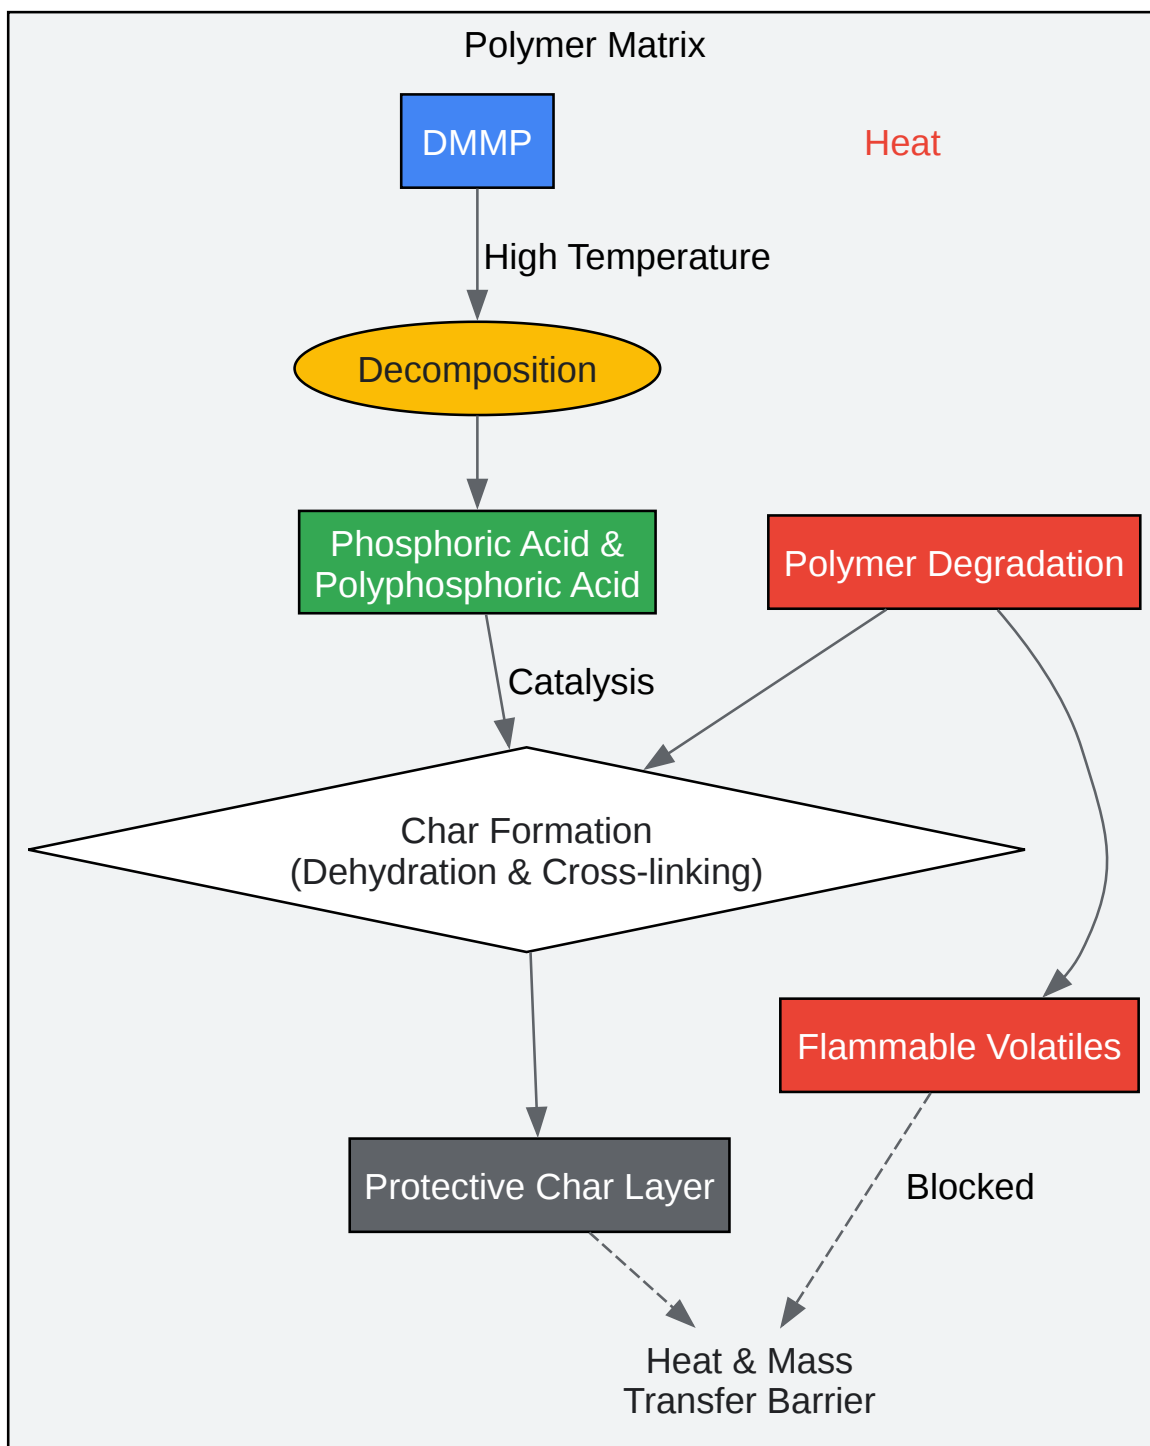 Polymer Matrix
DMMP
Heat
High Temperature
Decomposition
Phosphoric Acid &
Polyphosphoric Acid
Polymer Degradation
Catalysis
Char Formation
(Dehydration & Cross-linking)
Flammable Volatiles
Protective Char Layer
Blocked
Heat & Mass
Transfer Barrier